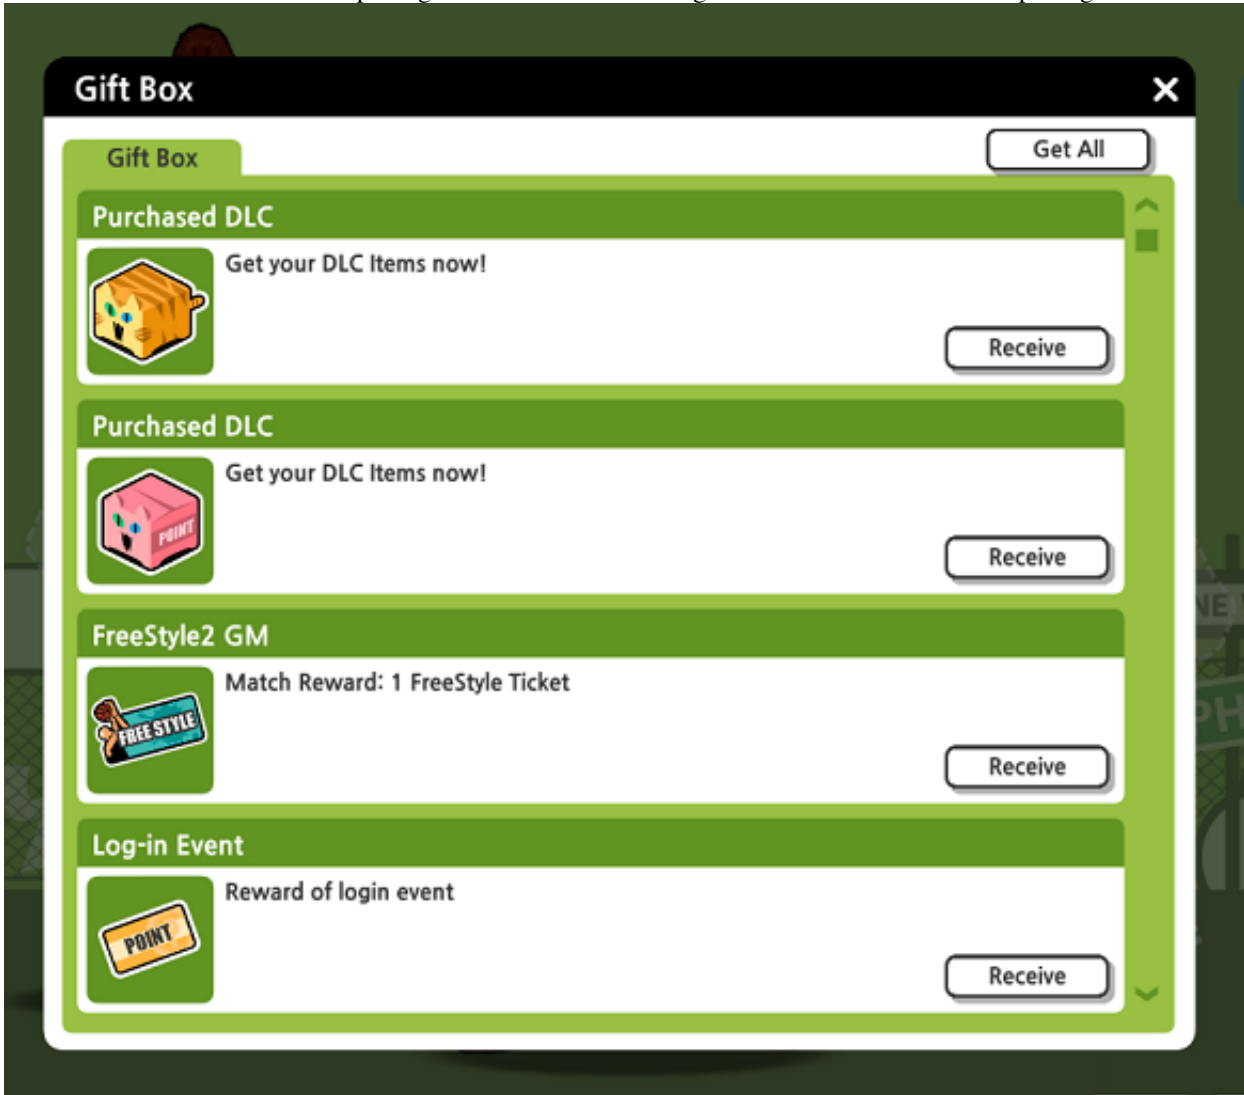 Gift Box
Get All
Gift Box
Purchased DLC
Get your DLC Items now!
Receive
Purchased DLC
Get your DLC Items now!
POINT
Receive
FreeStyle2 GM
Match Reward: 1 FreeStyle Ticket
FREE STYLE
Receive
Log-in Event
Reward of login event
POINT
Receive